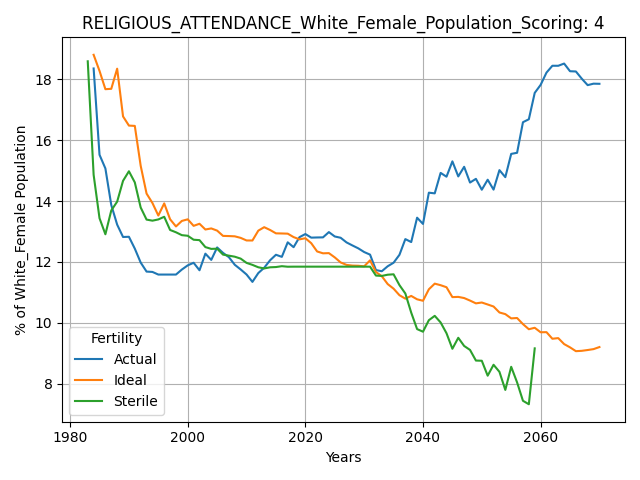 RELIGIOUS_ATTENDANCE_White_Female_Population_Scoring: 4
% of White_Female Population
18
16
14
12
10
8
Fertility
Actual
Ideal
Sterile
1980
2000
2020
2040
2060
Years